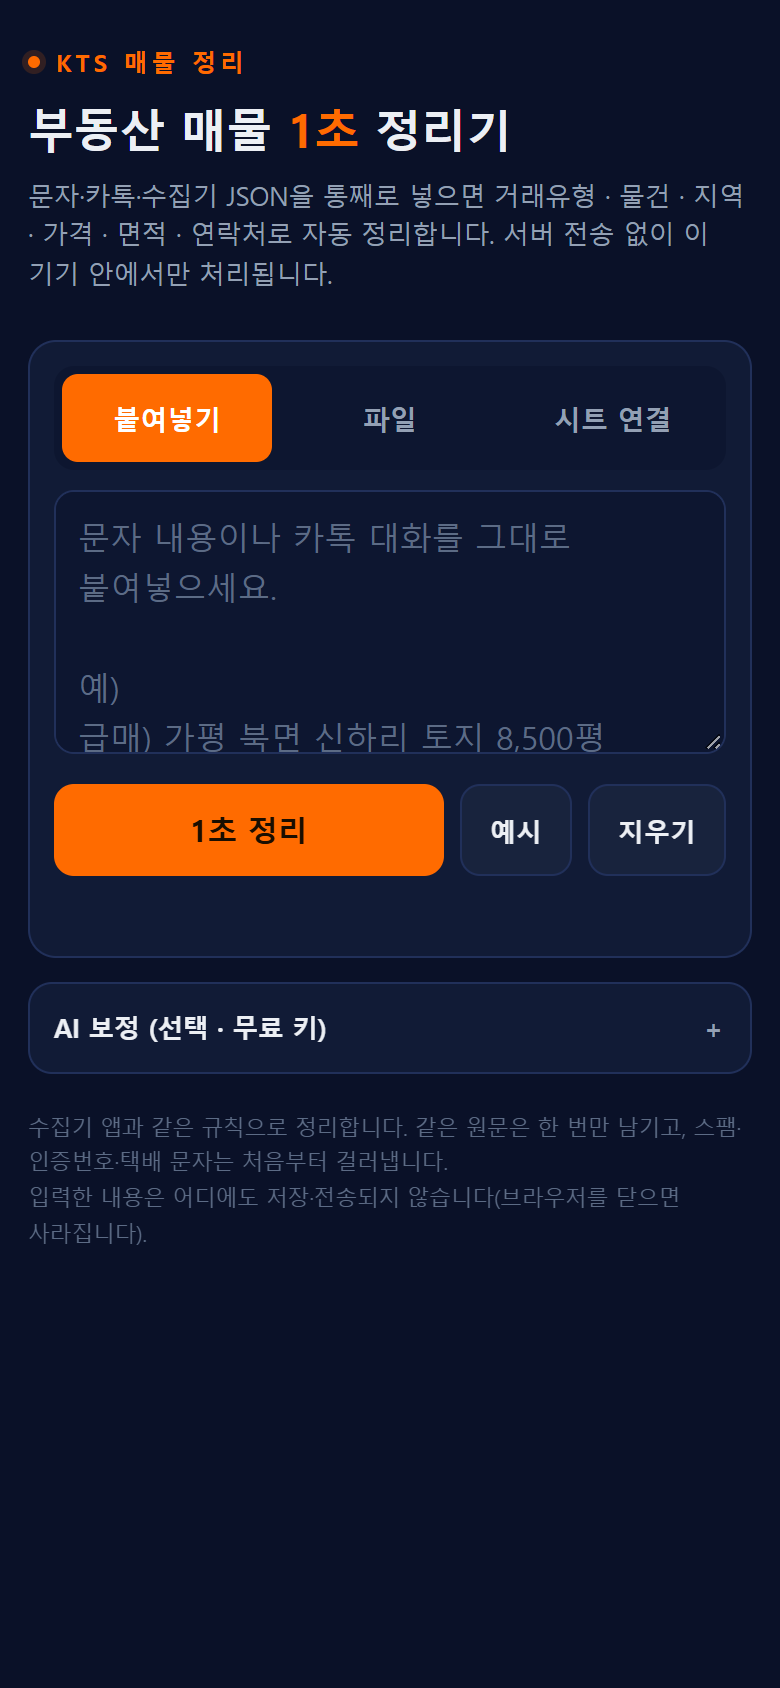 KTS 매물 정리
부동산 매물 1초 정리기
문자·카톡·수집기 JSON을 통째로 넣으면 거래유형 · 물건 · 지역
· 가격 · 면적 · 연락처로 자동 정리합니다. 서버 전송 없이 이
기기 안에서만 처리됩니다.
붙여넣기 파일 시트 연결
문자 내용이나 카톡 대화를 그대로
붙여넣으세요.
예)
급매) 가평 북면 신하리 토지 8,500평
1초 정리 예시 지우기
AI 보정 (선택 · 무료 키) +
수집기 앱과 같은 규칙으로 정리합니다. 같은 원문은 한 번만 남기고, 스팸·
인증번호·택배 문자는 처음부터 걸러냅니다.
입력한 내용은 어디에도 저장·전송되지 않습니다(브라우저를 닫으면
사라집니다).